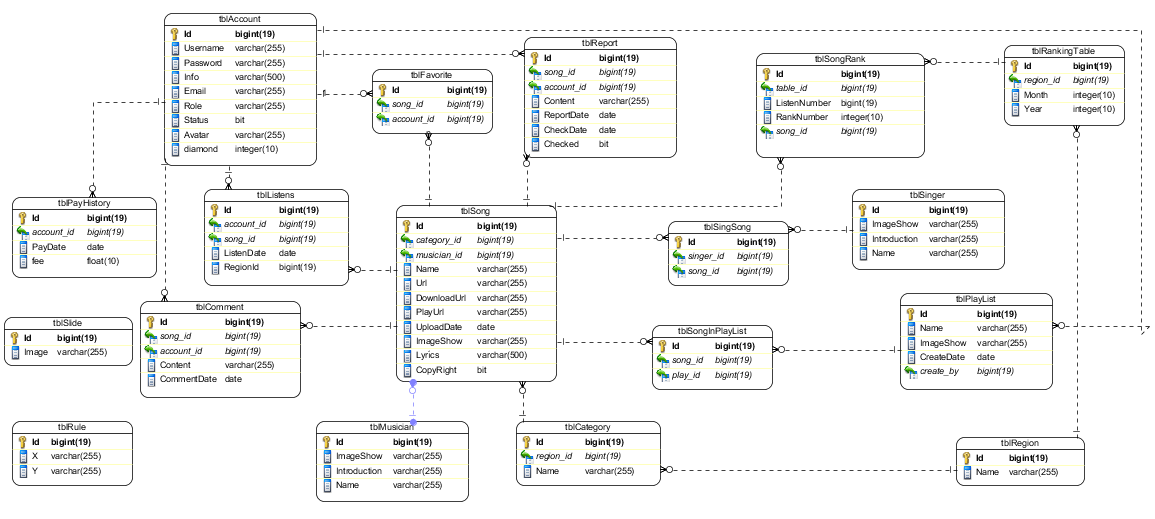 tblAccount
Id bigint(19)
Username varchar(255)
Password varchar(255)
Info varchar(500)
Email varchar(255)
Role varchar(255)
Status bit
Avatar varchar(255)
diamond integer(10)
tblFavorite
Id bigint(19)
song_id bigint(19)
account_id bigint(19)
tblReport
Id bigint(19)
song_id bigint(19)
account_id bigint(19)
Content varchar(255)
ReportDate date
CheckDate date
Checked bit
tblSongRank
Id bigint(19)
table_id bigint(19)
ListenNumber bigint(19)
RankNumber integer(10)
song_id bigint(19)
tblRankingTable
Id bigint(19)
region_id bigint(19)
Month integer(10)
Year integer(10)
tblPayHistory
Id bigint(19)
account_id bigint(19)
PayDate date
fee float(10)
tblListens
Id bigint(19)
account_id bigint(19)
song_id bigint(19)
ListenDate date
RegionId bigint(19)
tblSong
Id bigint(19)
category_id bigint(19)
musician_id bigint(19)
Name varchar(255)
Url varchar(255)
DownloadUrl varchar(255)
PlayUrl varchar(255)
UploadDate date
ImageShow varchar(255)
Lyrics varchar(500)
CopyRight bit
tblSingSong
Id bigint(19)
singer_id bigint(19)
song_id bigint(19)
tblSinger
Id bigint(19)
ImageShow varchar(255)
Introduction varchar(255)
Name varchar(255)
tblSlide
Id bigint(19)
Image varchar(255)
tblComment
Id bigint(19)
song_id bigint(19)
account_id bigint(19)
Content varchar(255)
CommentDate date
tblSongInPlayList
Id bigint(19)
song_id bigint(19)
play_id bigint(19)
tblPlayList
Id bigint(19)
Name varchar(255)
ImageShow varchar(255)
CreateDate date
create_by bigint(19)
tblRule
Id bigint(19)
X varchar(255)
Y varchar(255)
tblMusician
Id bigint(19)
ImageShow varchar(255)
Introduction varchar(255)
Name varchar(255)
tblCategory
Id bigint(19)
region_id bigint(19)
Name varchar(255)
tblRegion
Id bigint(19)
Name varchar(255)